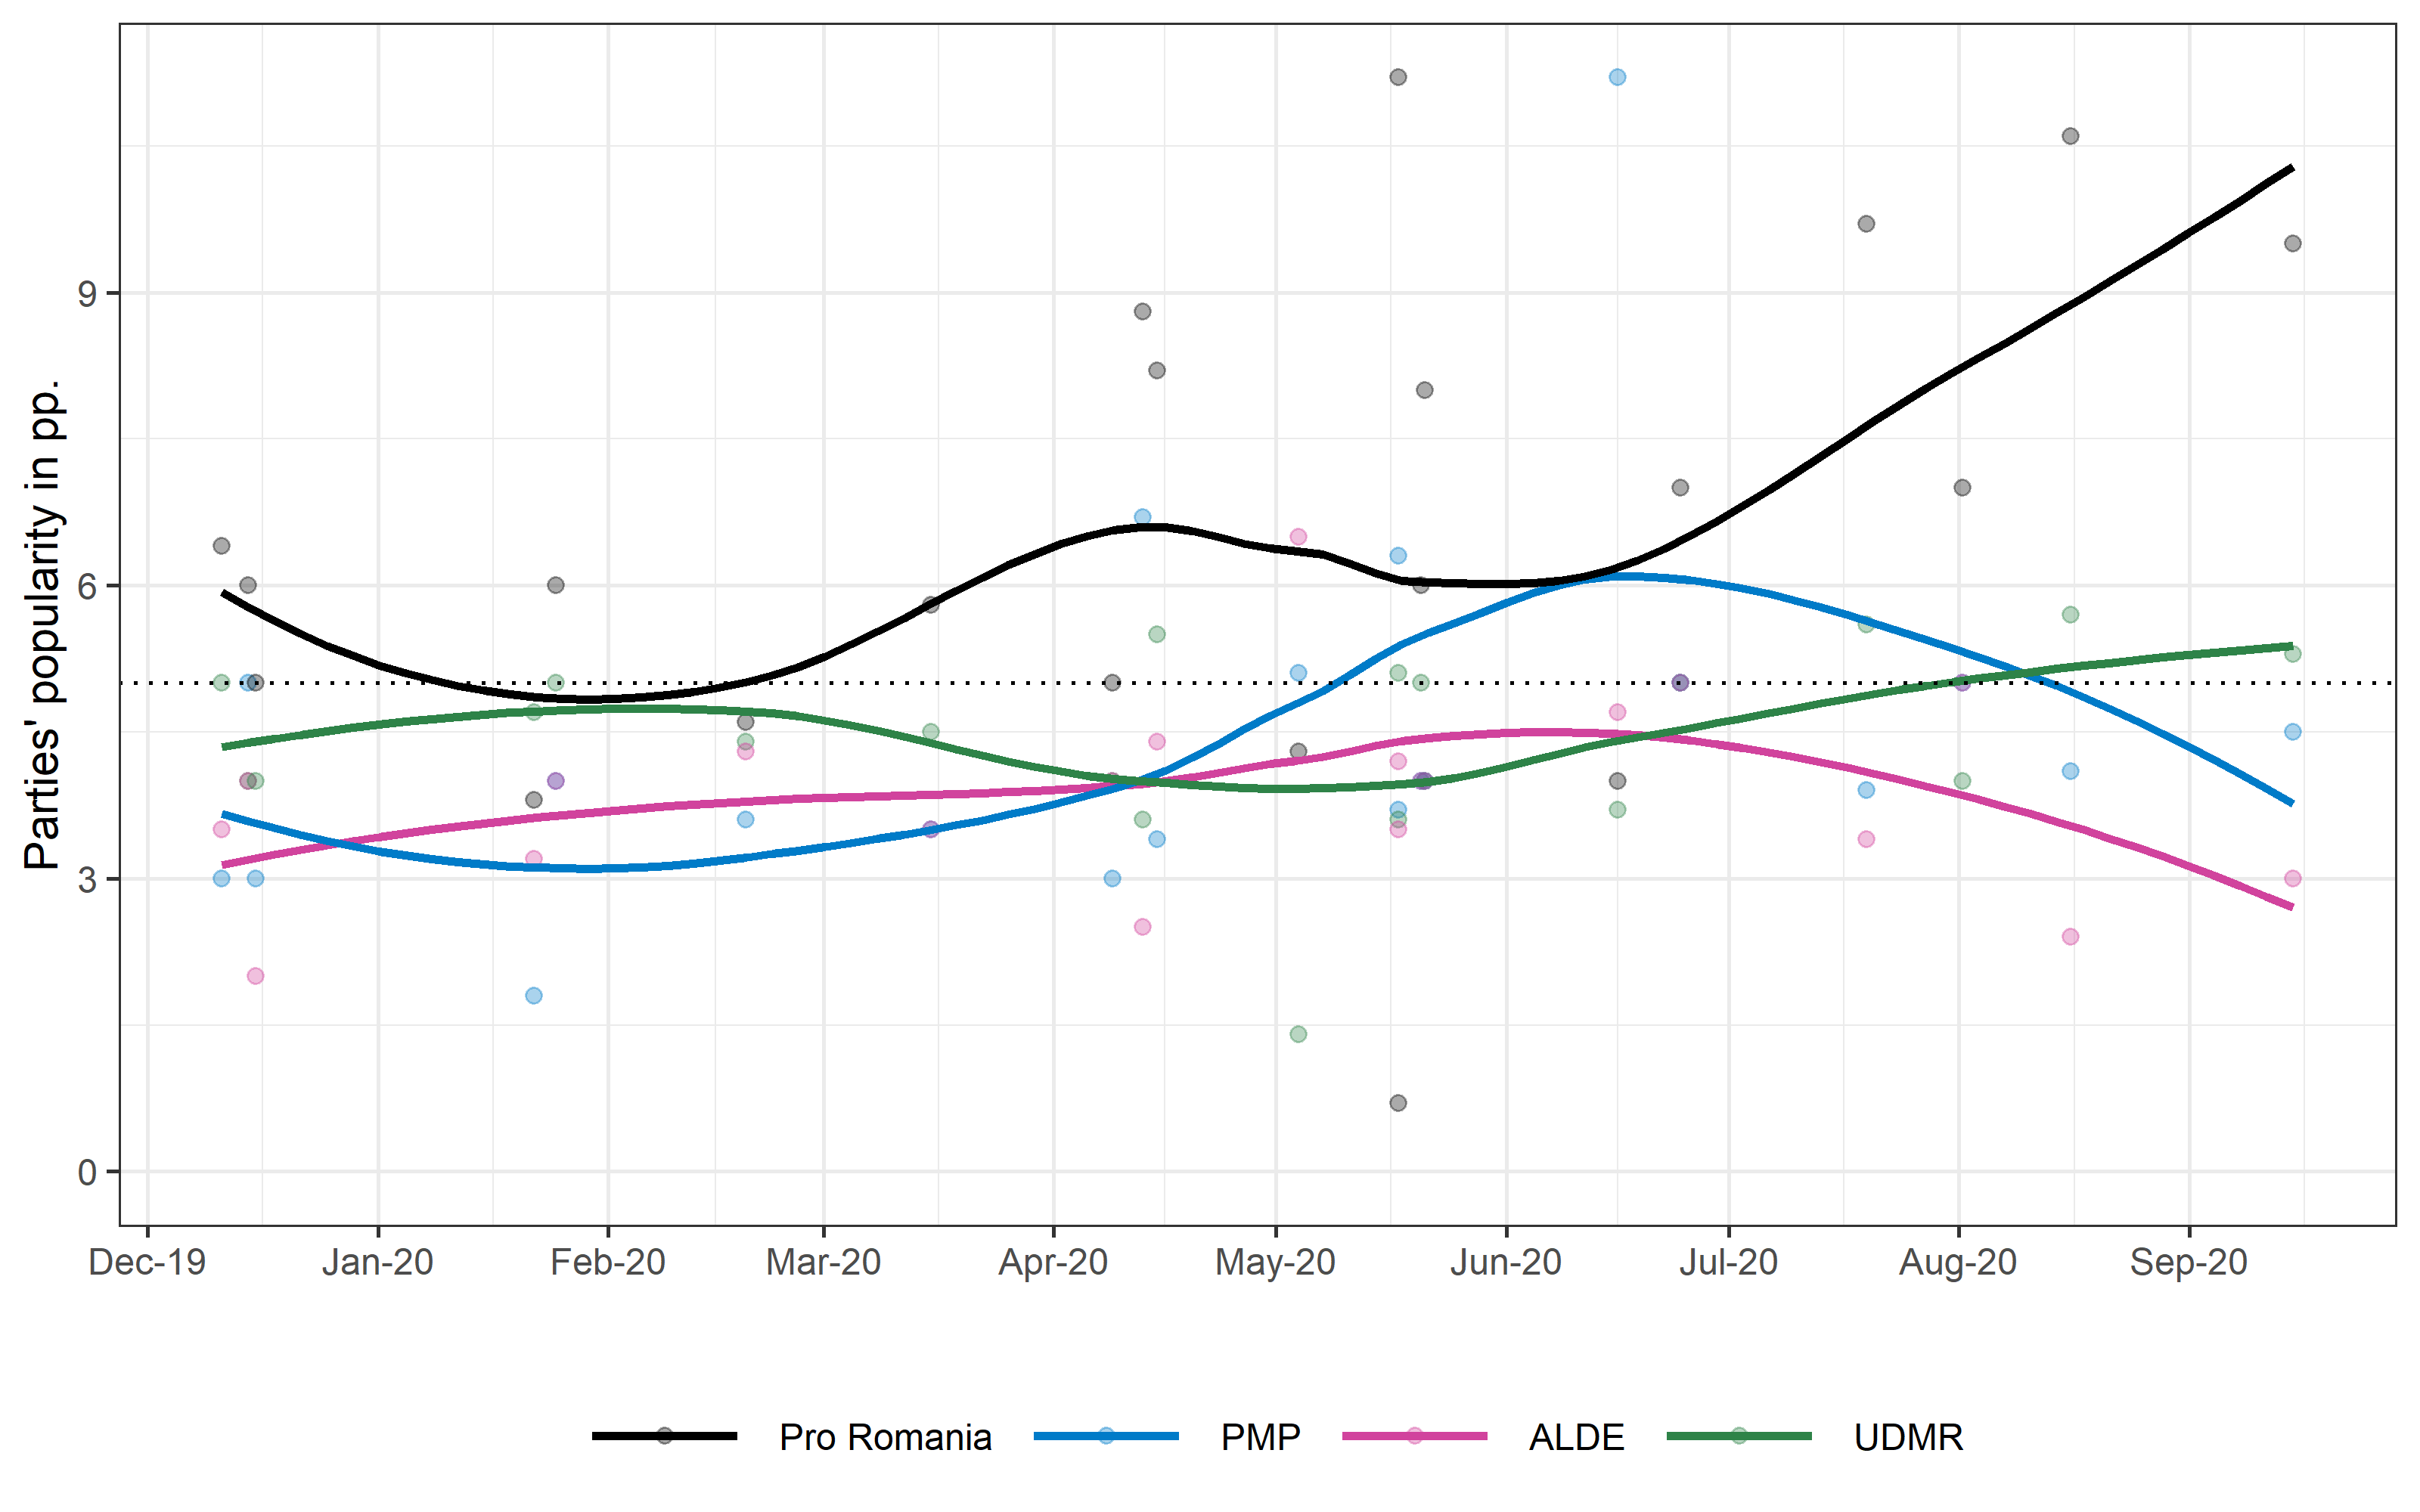 Parties' popularity in pp.
9
6
3
0
Dec-19 Jan-20 Feb-20 Mar-20 Apr-20 May-20 Jun-20 Jul-20 Aug-20 Sep-20
Pro Romania PMP ALDE UDMR